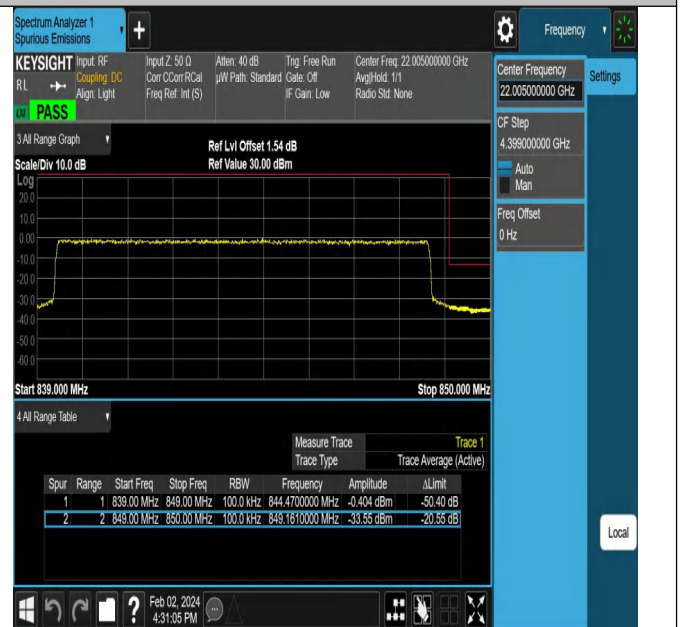 Spectrum Analyzer 1
Spurious Emissions
+
Frequency
KEYSIGHT
RL
PASS
Input: RF
Coupling: DC
Align: Light
Input Z: 50 Ω
Corr CCorr RCal
Freq Ref: Int (S)
Atten: 40 dB
µW Path: Standard
Trig: Free Run
Gate: Off
IF Gain: Low
Center Freq: 22.005000000 GHz
Avg|Hold: 1/1
Radio Std: None
Center Frequency
22.005000000 GHz
Settings
CF Step
4.399000000 GHz
Auto
Man
Freq Offset
0 Hz
3 All Range Graph
Scale/Div 10.0 dB
Ref Lvl Offset 1.54 dB
Ref Value 30.00 dBm
Log
20.0
10.0
0.00
-10.0
-20.0
-30.0
-40.0
-50.0
-60.0
Start 839.000 MHz
Stop 850.000 MHz
4 All Range Table
Measure Trace Trace 1
Trace Type Trace Average (Active)
Spur Range Start Freq Stop Freq RBW Frequency Amplitude ΔLimit
1 1 839.00 MHz 849.00 MHz 100.0 kHz 844.4700000 MHz -0.404 dBm -50.40 dB
2 2 849.00 MHz 850.00 MHz 100.0 kHz 849.1610000 MHz -33.55 dBm -20.55 dB
Local
?
Feb 02, 2024
4:31:05 PM